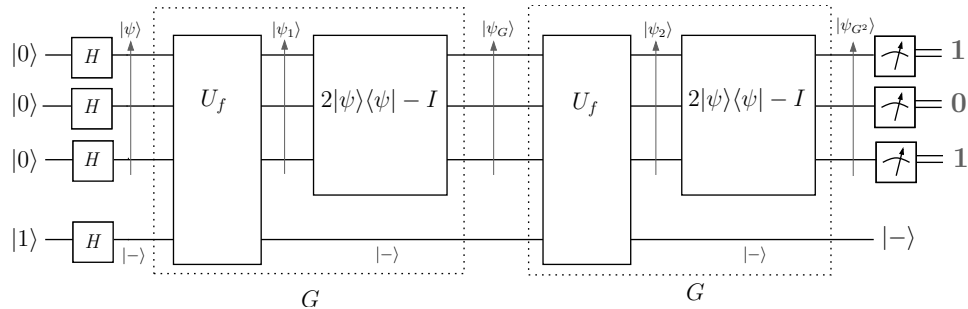 |ψ⟩ |ψ₁⟩ |ψ_G⟩ |ψ₂⟩ |ψ_{G²}⟩
|0⟩ H 1
|0⟩ H U_f 2|ψ⟩⟨ψ| − I U_f 2|ψ⟩⟨ψ| − I 0
|0⟩ H 1
|1⟩ H |−⟩
|−⟩ |−⟩ |−⟩ |−⟩
G G